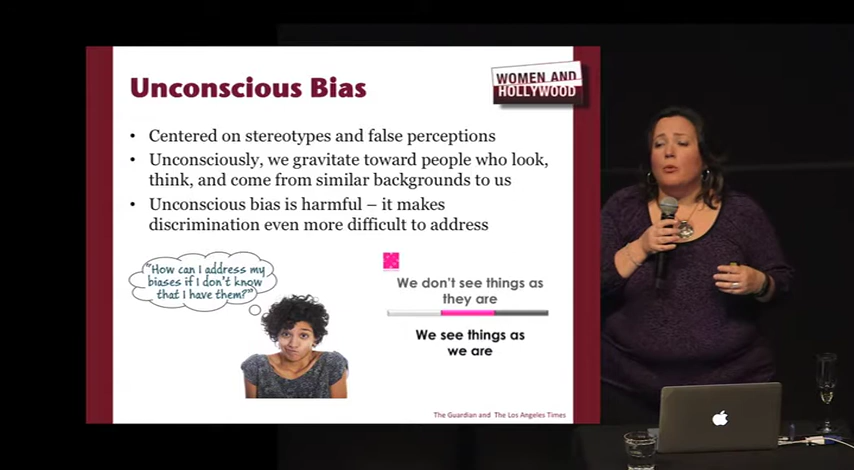 Unconscious Bias
WOMEN AND
HOLLYWOOD
• Centered on stereotypes and false perceptions
• Unconsciously, we gravitate toward people who look,
think, and come from similar backgrounds to us
• Unconscious bias is harmful – it makes
discrimination even more difficult to address
"How can I address my
biases if I don't know
that I have them?"
We don't see things as
they are
We see things as
we are
The Guardian and The Los Angeles Times